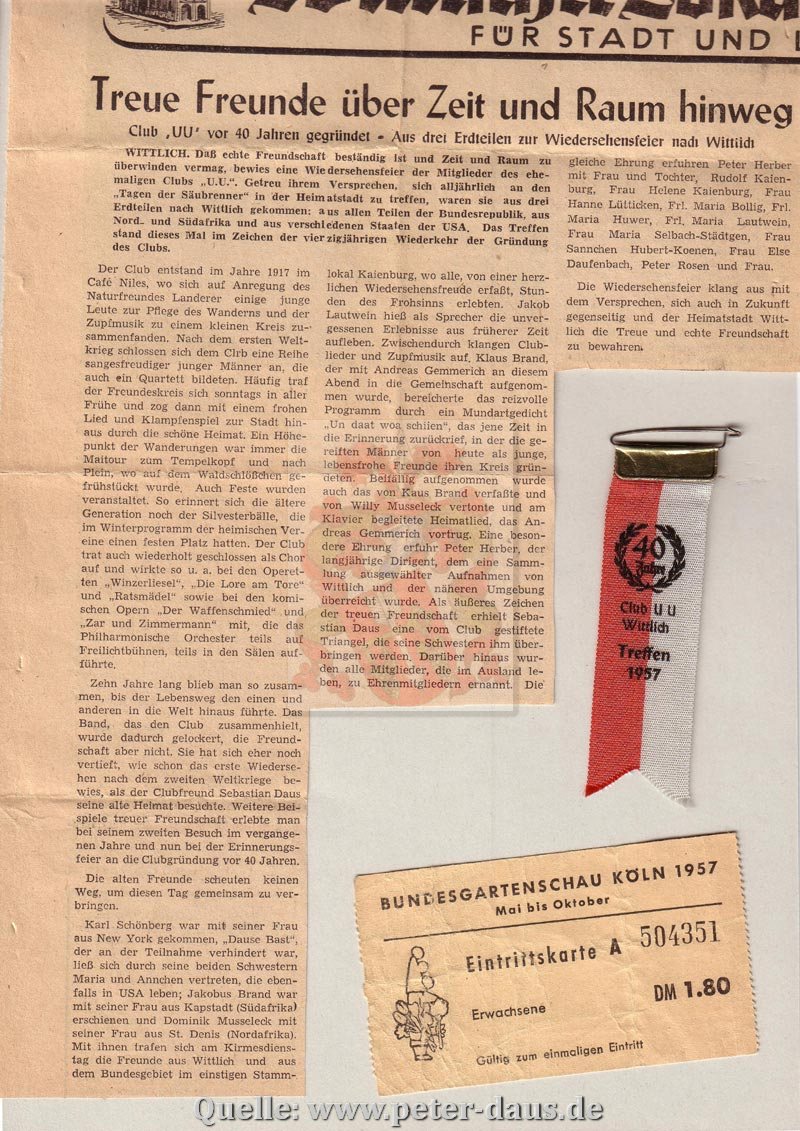 FÜR STADT UND
Treue Freunde über Zeit und Raum hinweg
Club ‚UU' vor 40 Jahren gegründet - Aus drei Erdteilen zur Wiedersehensfeier nach Wittlich
WITTLICH. Daß echte Freundschaft beständig ist und Zeit und Raum zu
überwinden vermag, bewies eine Wiedersehensfeier der Mitglieder des ehe-
maligen Clubs „U.U.". Getreu ihrem Versprechen, sich alljährlich an den
„Tagen der Säubrenner" in der Heimatstadt zu treffen, waren sie aus drei
Erdteilen nach Wittlich gekommen: aus allen Teilen der Bundesrepublik, aus
Nord- und Südafrika und aus verschiedenen Staaten der USA. Das Treffen
stand dieses Mal im Zeichen der vierzigjährigen Wiederkehr der Gründung
des Clubs.
Der Club entstand im Jahre 1917 im
Café Niles, wo sich auf Anregung des
Naturfreundes Landerer einige junge
Leute zur Pflege des Wanderns und der
Zupfmusik zu einem kleinen Kreis zu-
sammenfanden. Nach dem ersten Welt-
krieg schlossen sich dem Clrb eine Reihe
sangesfreudiger junger Männer an, die
auch ein Quartett bildeten. Häufig traf
der Freundeskreis sich sonntags in aller
Frühe und zog dann mit einem frohen
Lied und Klampfenspiel zur Stadt hin-
aus durch die schöne Heimat. Ein Höhe-
punkt der Wanderungen war immer die
Maitour zum Tempelkopf und nach
Plein, wo auf dem Waldschlößchen ge-
frühstückt wurde. Auch Feste wurden
veranstaltet. So erinnert sich die ältere
Generation noch der Silvesterbälle, die
im Winterprogramm der heimischen Ver-
eine einen festen Platz hatten. Der Club
trat auch wiederholt geschlossen als Chor
auf und wirkte so u. a. bei den Operet-
ten „Winzerliesel", „Die Lore am Tore"
und „Ratsmädel" sowie bei den komi-
schen Opern „Der Waffenschmied" und
„Zar und Zimmermann" mit, die das
Philharmonische Orchester teils auf
Freilichtbühnen, teils in den Sälen auf-
führte.
Zehn Jahre lang blieb man so zusam-
men, bis der Lebensweg den einen und
anderen in die Welt hinaus führte. Das
Band, das den Club zusammenhielt,
wurde dadurch gelockert, die Freund-
schaft aber nicht. Sie hat sich eher noch
vertieft, wie schon das erste Wiederse-
hen nach dem zweiten Weltkriege be-
wies, als der Clubfreund Sebastian Daus
seine alte Heimat besuchte. Weitere Bei-
spiele treuer Freundschaft erlebte man
bei seinem zweiten Besuch im vergange-
nen Jahre und nun bei der Erinnerungs-
feier an die Clubgründung vor 40 Jahren.
Die alten Freunde scheuten keinen
Weg, um diesen Tag gemeinsam zu ver-
bringen.
Karl Schönberg war mit seiner Frau
aus New York gekommen, „Dause Bast",
der an der Teilnahme verhindert war,
ließ sich durch seine beiden Schwestern
Maria und Annchen vertreten, die eben-
falls in USA leben; Jakobus Brand war
mit seiner Frau aus Kapstadt (Südafrika)
erschienen und Dominik Musseleck mit
seiner Frau aus St. Denis (Nordafrika).
Mit ihnen trafen sich am Kirmesdiens-
tag die Freunde aus Wittlich und aus
dem Bundesgebiet im einstigen Stamm-
lokal Kaienburg, wo alle, von einer herz-
lichen Wiedersehensfreude erfaßt, Stun-
den des Frohsinns erlebten. Jakob
Lautwein hieß als Sprecher die unver-
gessenen Erlebnisse aus früherer Zeit
aufleben. Zwischendurch klangen Club-
lieder und Zupfmusik auf. Klaus Brand,
der mit Andreas Gemmerich an diesem
Abend in die Gemeinschaft aufgenom-
men wurde, bereicherte das reizvolle
Programm durch ein Mundartgedicht
„Un daat woa schiien", das jene Zeit in
die Erinnerung zurückrief, in der die ge-
reiften Männer von heute als junge,
lebensfrohe Freunde ihren Kreis grün-
deten. Beifällig aufgenommen wurde
auch das von Kaus Brand verfaßte und
von Willy Musseleck vertonte und am
Klavier begleitete Heimatlied, das An-
dreas Gemmerich vortrug. Eine beson-
dere Ehrung erfuhr Peter Herber, der
langjährige Dirigent, dem eine Samm-
lung ausgewählter Aufnahmen von
Wittlich und der näheren Umgebung
überreicht wurde. Als äußeres Zeichen
der treuen Freundschaft erhielt Seba-
stian Daus eine vom Club gestiftete
Triangel, die seine Schwestern ihm über-
bringen werden. Darüber hinaus wur-
den alle Mitglieder, die im Ausland le-
ben, zu Ehrenmitgliedern ernannt. Die
gleiche Ehrung erfuhren Peter Herber
mit Frau und Tochter, Rudolf Kaien-
burg, Frau Helene Kaienburg, Frau
Hanne Lütticken, Frl. Maria Bollig, Frl.
Maria Huwer, Frl. Maria Lautwein,
Frau Maria Selbach-Städtgen, Frau
Sannchen Hubert-Koenen, Frau Else
Daufenbach, Peter Rosen und Frau.
Die Wiedersehensfeier klang aus mit
dem Versprechen, sich auch in Zukunft
gegenseitig und der Heimatstadt Witt-
lich die Treue und echte Freundschaft
zu bewahren.
40
Jahre
Club U U
Wittlich
Treffen
1957
BUNDESGARTENSCHAU KÖLN 1957
Mai bis Oktober
Eintrittskarte A 504351
Erwachsene DM 1.80
Gültig zum einmaligen Eintritt
Quelle: www.peter-daus.de